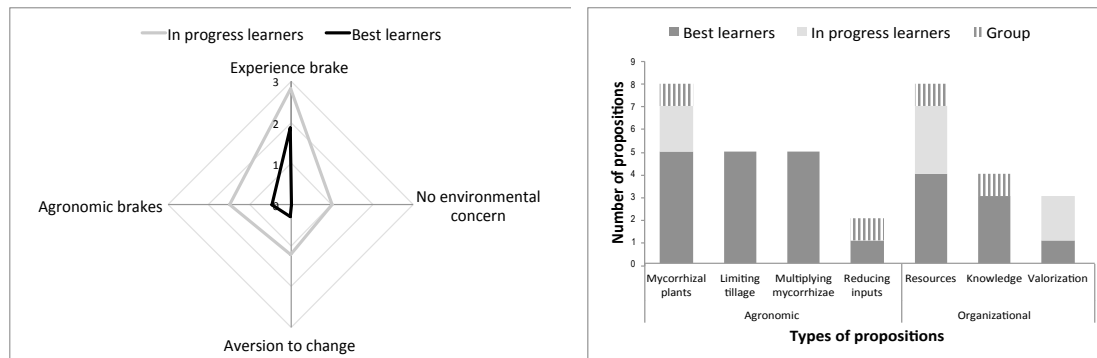 In progress learners Best learners
Experience brake
3
2
1
0
No environmental
concern
Agronomic brakes
Aversion to change
Best learners In progress learners Group
Number of propositions
9
8
7
6
5
4
3
2
1
0
Mycorrhizal
plants
Limiting
tillage
Multiplying
mycorrhizae
Reducing
inputs
Resources
Knowledge
Valorization
Agronomic
Organizational
Types of propositions